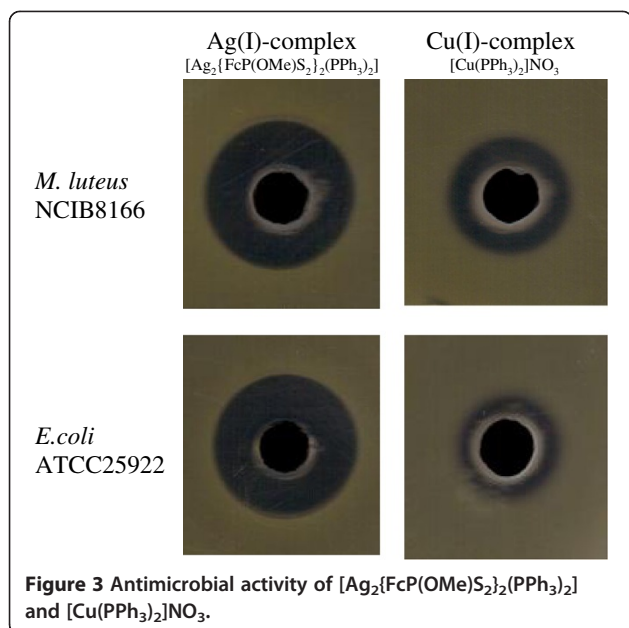 Ag(I)-complex
[Ag₂{FcP(OMe)S₂}₂(PPh₃)₂]
Cu(I)-complex
[Cu(PPh₃)₂]NO₃
M. luteus
NCIB8166
E.coli
ATCC25922
Figure 3 Antimicrobial activity of [Ag₂{FcP(OMe)S₂}₂(PPh₃)₂]
and [Cu(PPh₃)₂]NO₃.